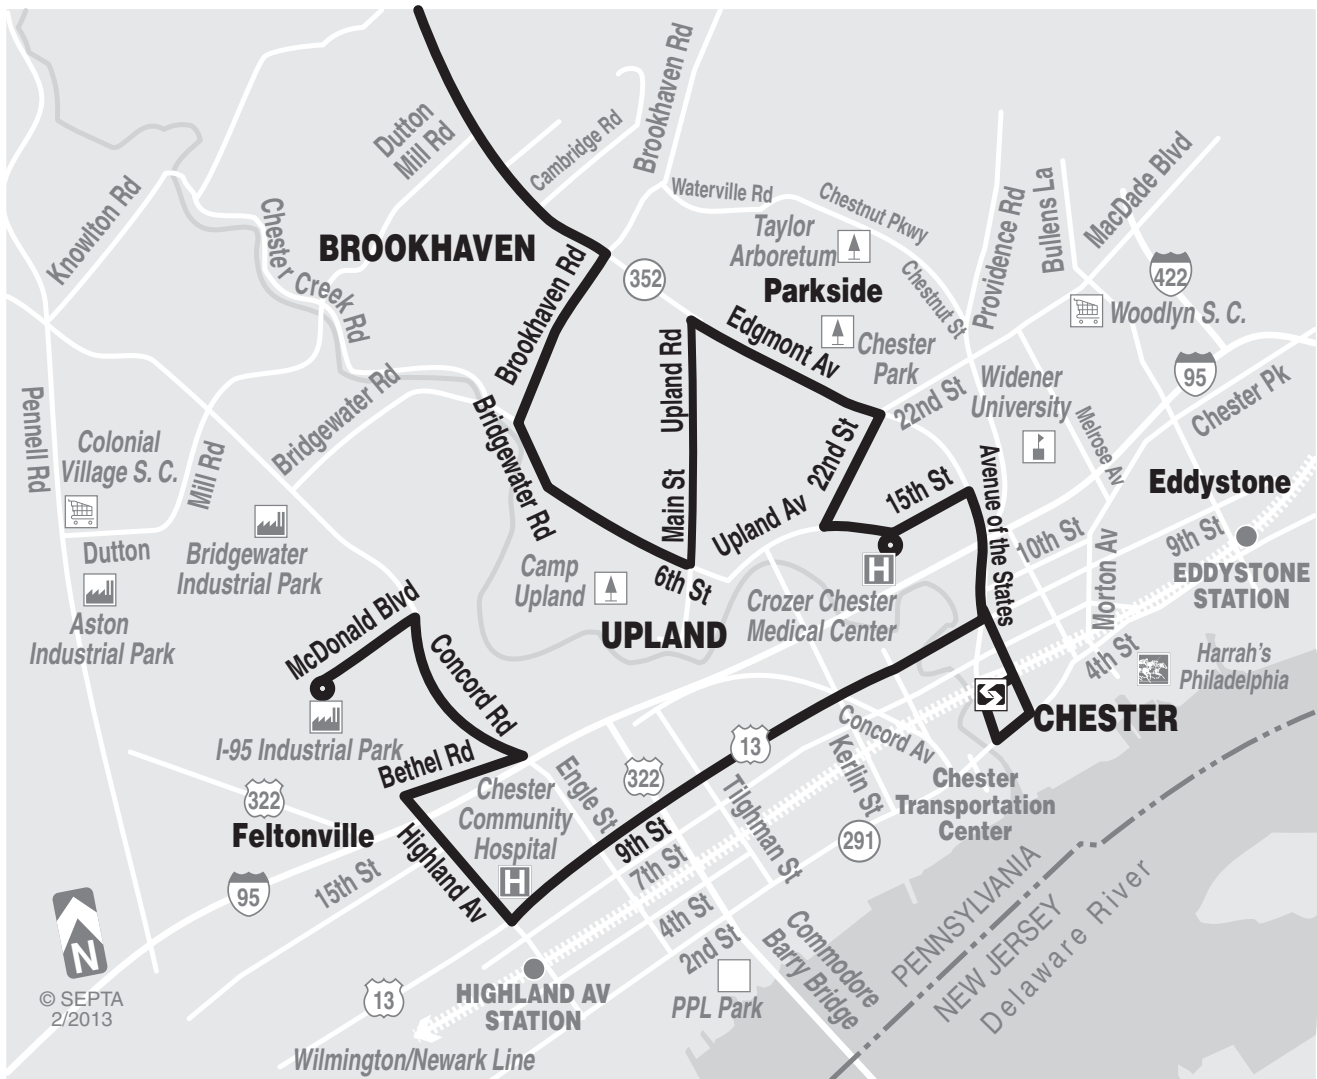 Dutton
Mill Rd
Cambridge Rd
Brookhaven Rd
Waterville Rd
Chestnut Pkwy
Chestnut St
Providence Rd
Bullens La
MacDade Blvd
Knowlton Rd
Chester
Creek Rd
BROOKHAVEN
Brookhaven Rd
352
Taylor
Arboretum
Parkside
422
Woodlyn S. C.
Edgmont Av
Chester
Park
Upland Rd
95
Chester Pk
Pennell Rd
Bridgewater Rd
Bridgewater Rd
22nd St
Widener
University
Melrose Av
Colonial
Village S. C.
Mill Rd
Main St
22nd St
Upland Av
15th St
Avenue of the States
Eddystone
10th St
9th St
Morton Av
EDDYSTONE
STATION
Dutton
Bridgewater
Industrial Park
Camp
Upland
6th St
H
Crozer Chester
Medical Center
Aston
Industrial Park
UPLAND
McDonald Blvd
Concord Rd
4th St
Harrah's
Philadelphia
I-95 Industrial Park
Bethel Rd
CHESTER
13
Concord Av
Kerlin St
322
322
Engle St
Chester
Community
Hospital
H
Tilghman St
Chester
Transportation
Center
Feltonville
Highland Av
9th St
7th St
291
95
15th St
4th St
2nd St
Commodore
Barry Bridge
PENNSYLVANIA
NEW JERSEY
Delaware River
N
© SEPTA
2/2013
13
HIGHLAND AV
STATION
PPL Park
Wilmington/Newark Line